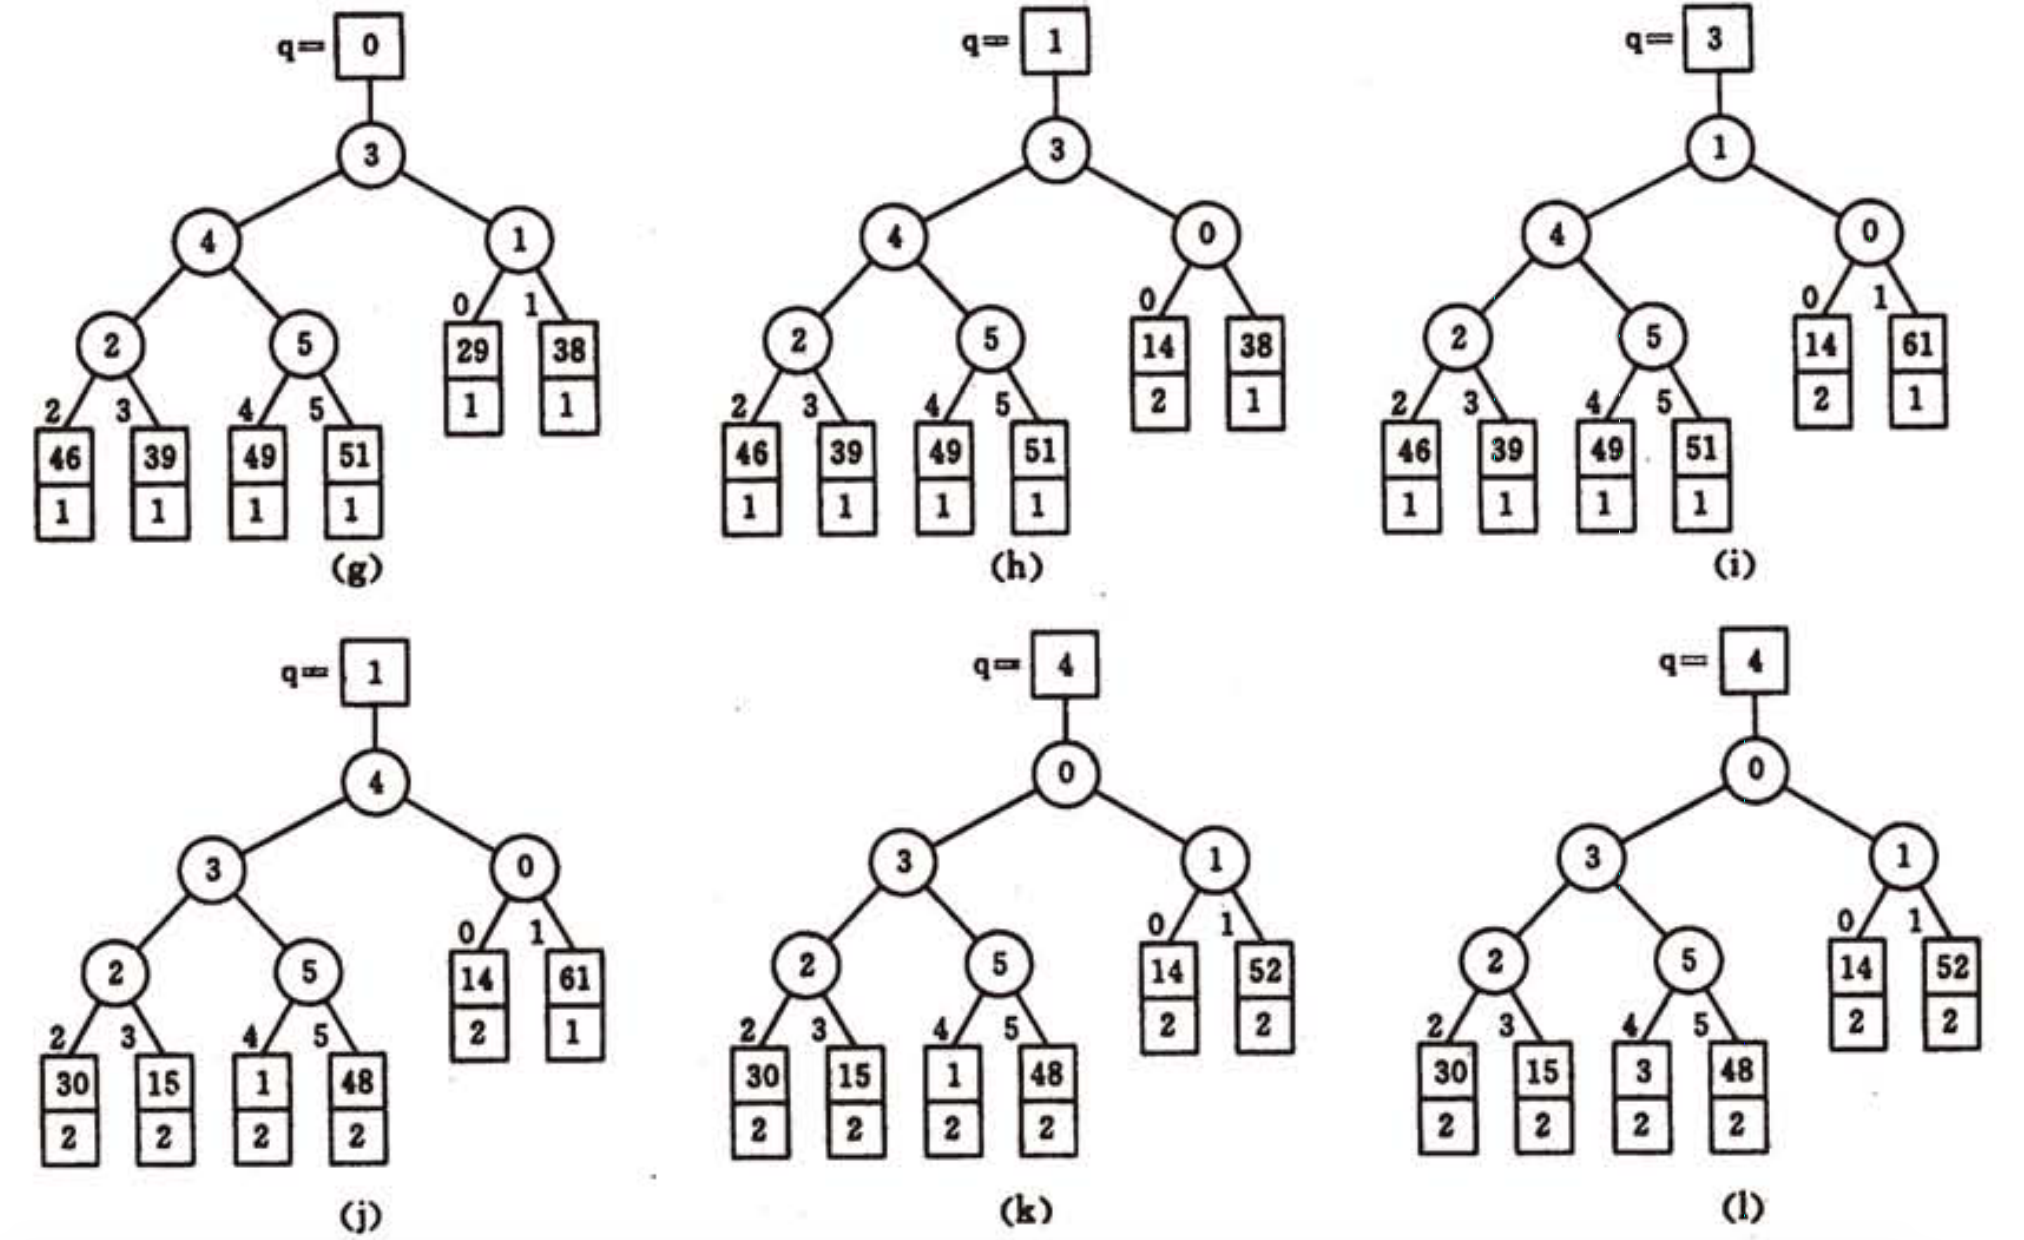 q= 0
3
4 1
2 5 0 1
29 38
2 3 4 5 1 1
46 39 49 51
1 1 1 1
(g)
q= 1
3
4 0
2 5 0
14 38
2 3 4 5 2 1
46 39 49 51
1 1 1 1
(h)
q= 3
1
4 0
2 5 0 1
14 61
2 3 4 5 2 1
46 39 49 51
1 1 1 1
(i)
q= 1
4
3 0
2 5 0 1
14 61
2 3 4 5 2 1
30 15 1 48
2 2 2 2
(j)
q= 4
0
3 1
2 5 0 1
14 52
2 3 4 5 2 2
30 15 1 48
2 2 2 2
(k)
q= 4
0
3 1
2 5 0 1
14 52
2 3 4 5 2 2
30 15 3 48
2 2 2 2
(l)